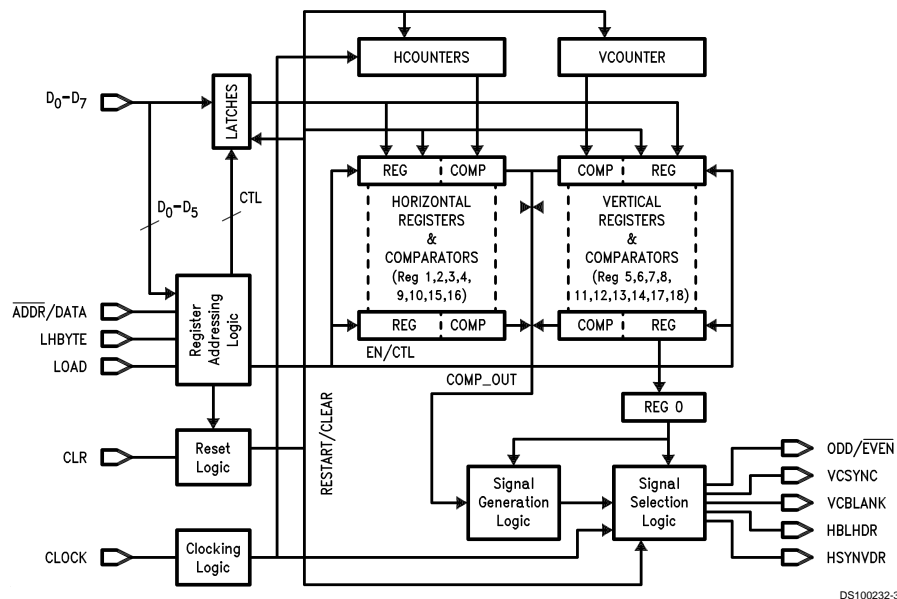 HCOUNTERS
VCOUNTER
D0–D7
LATCHES
D0–D5
CTL
REG COMP
COMP REG
HORIZONTAL
REGISTERS
&
COMPARATORS
(Reg 1,2,3,4,
9,10,15,16)
VERTICAL
REGISTERS
&
COMPARATORS
(Reg 5,6,7,8,
11,12,13,14,17,18)
REG COMP
COMP REG
ADDR/DATA
LHBYTE
LOAD
Register
Addressing
Logic
EN/CTL
COMP_OUT
RESTART/CLEAR
REG 0
CLR
Reset
Logic
Signal
Generation
Logic
Signal
Selection
Logic
ODD/EVEN
VCSYNC
VCBLANK
HBLHDR
HSYNVDR
CLOCK
Clocking
Logic
DS100232-3